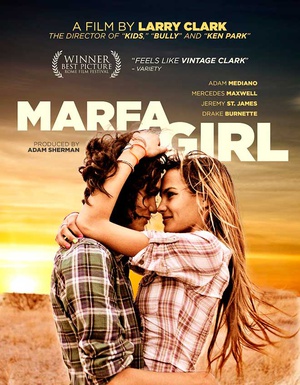 A FILM BY LARRY CLARK
THE DIRECTOR OF "KIDS," "BULLY" AND "KEN PARK"
WINNER
BEST PICTURE
ROME FILM FESTIVAL
"FEELS LIKE VINTAGE CLARK"
~ VARIETY
ADAM MEDIANO
MERCEDES MAXWELL
JEREMY ST. JAMES
DRAKE BURNETTE
MARFA
GIRL
PRODUCED BY
ADAM SHERMAN